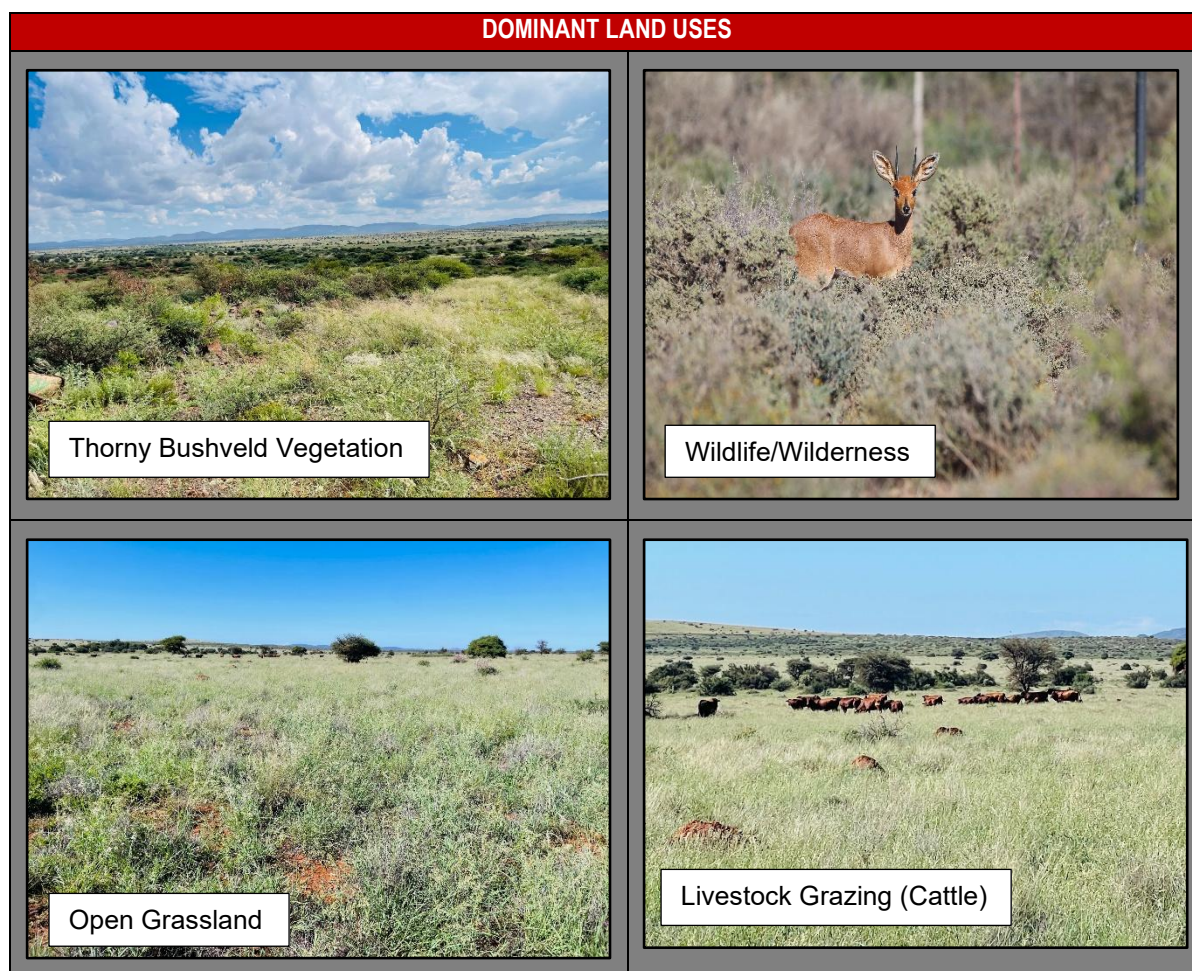 DOMINANT LAND USES
Thorny Bushveld Vegetation
Wildlife/Wilderness
Open Grassland
Livestock Grazing (Cattle)